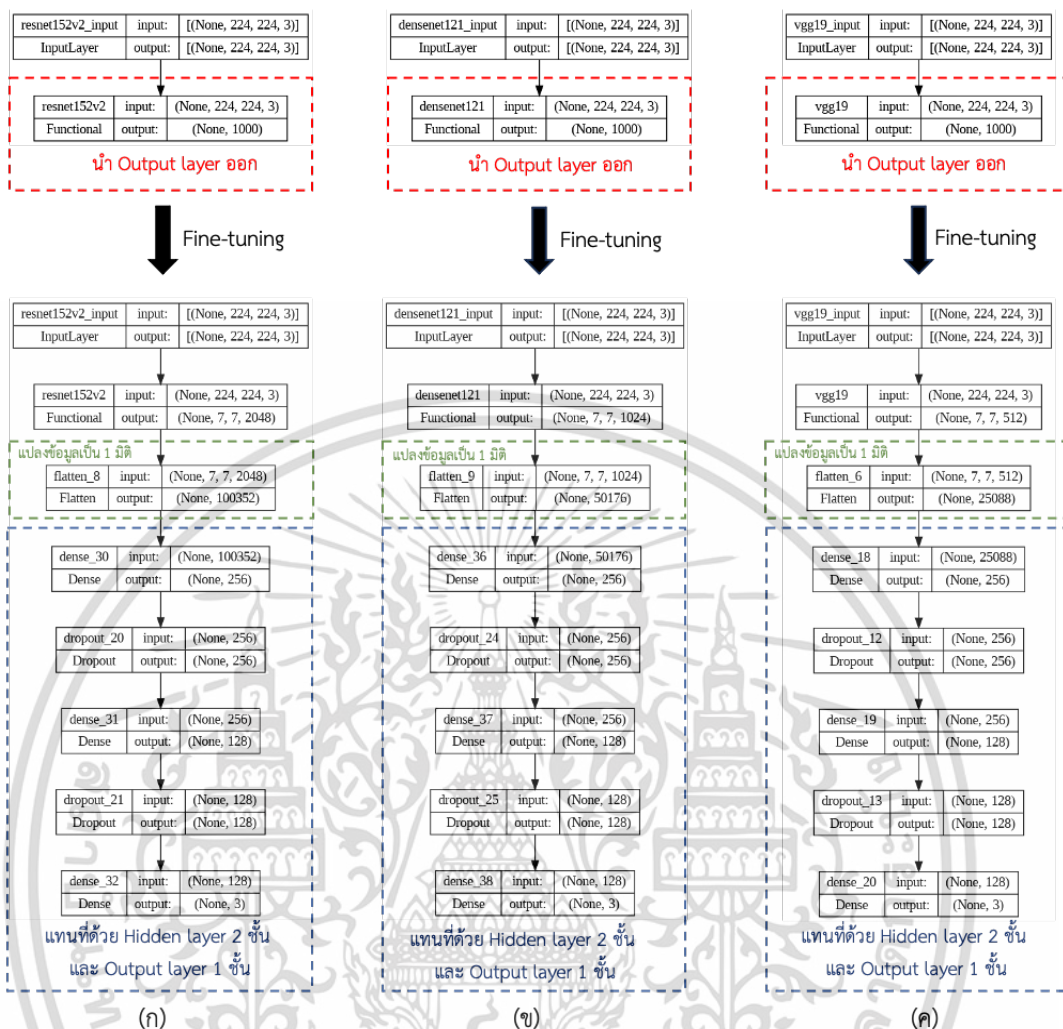 resnet152v2_input input: [(None, 224, 224, 3)]
InputLayer output: [(None, 224, 224, 3)]
resnet152v2 input: (None, 224, 224, 3)
Functional output: (None, 1000)
นำ Output layer ออก
Fine-tuning
resnet152v2_input input: [(None, 224, 224, 3)]
InputLayer output: [(None, 224, 224, 3)]
resnet152v2 input: (None, 224, 224, 3)
Functional output: (None, 7, 7, 2048)
แปลงข้อมูลเป็น 1 มิติ
flatten_8 input: (None, 7, 7, 2048)
Flatten output: (None, 100352)
dense_30 input: (None, 100352)
Dense output: (None, 256)
dropout_20 input: (None, 256)
Dropout output: (None, 256)
dense_31 input: (None, 256)
Dense output: (None, 128)
dropout_21 input: (None, 128)
Dropout output: (None, 128)
dense_32 input: (None, 128)
Dense output: (None, 3)
แทนที่ด้วย Hidden layer 2 ชั้น
และ Output layer 1 ชั้น
(ก)
densenet121_input input: [(None, 224, 224, 3)]
InputLayer output: [(None, 224, 224, 3)]
densenet121 input: (None, 224, 224, 3)
Functional output: (None, 1000)
นำ Output layer ออก
Fine-tuning
densenet121_input input: [(None, 224, 224, 3)]
InputLayer output: [(None, 224, 224, 3)]
densenet121 input: (None, 224, 224, 3)
Functional output: (None, 7, 7, 1024)
แปลงข้อมูลเป็น 1 มิติ
flatten_9 input: (None, 7, 7, 1024)
Flatten output: (None, 50176)
dense_36 input: (None, 50176)
Dense output: (None, 256)
dropout_24 input: (None, 256)
Dropout output: (None, 256)
dense_37 input: (None, 256)
Dense output: (None, 128)
dropout_25 input: (None, 128)
Dropout output: (None, 128)
dense_38 input: (None, 128)
Dense output: (None, 3)
แทนที่ด้วย Hidden layer 2 ชั้น
และ Output layer 1 ชั้น
(ข)
vgg19_input input: [(None, 224, 224, 3)]
InputLayer output: [(None, 224, 224, 3)]
vgg19 input: (None, 224, 224, 3)
Functional output: (None, 1000)
นำ Output layer ออก
Fine-tuning
vgg19_input input: [(None, 224, 224, 3)]
InputLayer output: [(None, 224, 224, 3)]
vgg19 input: (None, 224, 224, 3)
Functional output: (None, 7, 7, 512)
แปลงข้อมูลเป็น 1 มิติ
flatten_6 input: (None, 7, 7, 512)
Flatten output: (None, 25088)
dense_18 input: (None, 25088)
Dense output: (None, 256)
dropout_12 input: (None, 256)
Dropout output: (None, 256)
dense_19 input: (None, 256)
Dense output: (None, 128)
dropout_13 input: (None, 128)
Dropout output: (None, 128)
dense_20 input: (None, 128)
Dense output: (None, 3)
แทนที่ด้วย Hidden layer 2 ชั้น
และ Output layer 1 ชั้น
(ค)